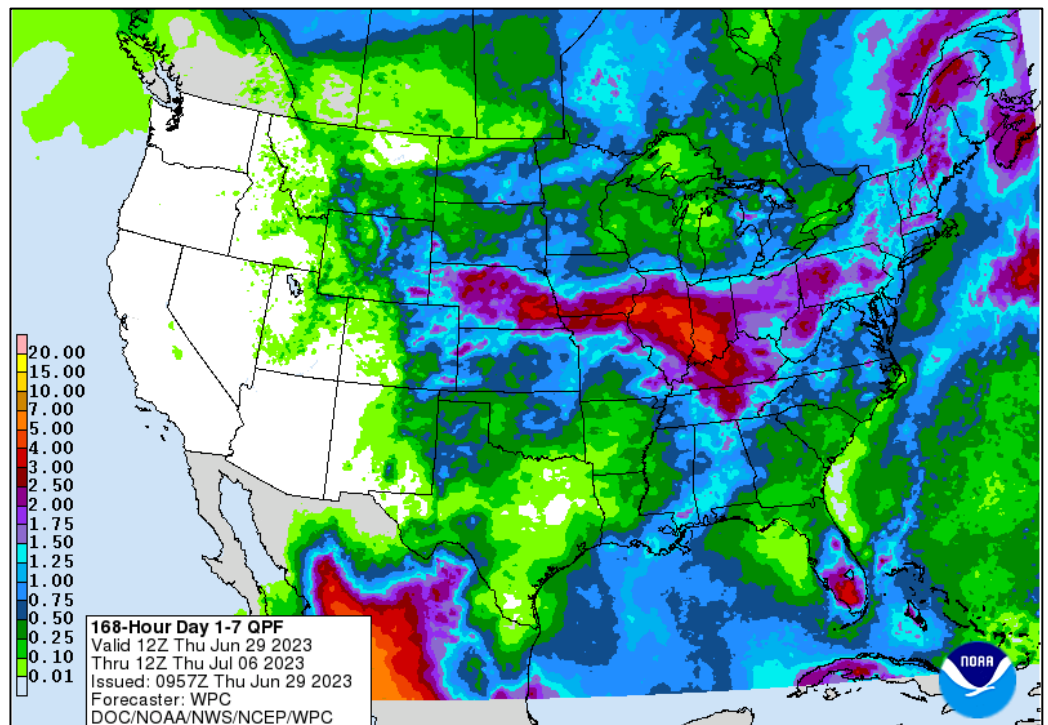 20.00
15.00
10.00
7.00
5.00
4.00
3.00
2.50
2.00
1.75
1.50
1.25
1.00
0.75
0.50
0.25
0.10
0.01
168-Hour Day 1-7 QPF
Valid 12Z Thu Jun 29 2023
Thru 12Z Thu Jul 06 2023
Issued: 0957Z Thu Jun 29 2023
Forecaster: WPC
DOC/NOAA/NWS/NCEP/WPC
NOAA